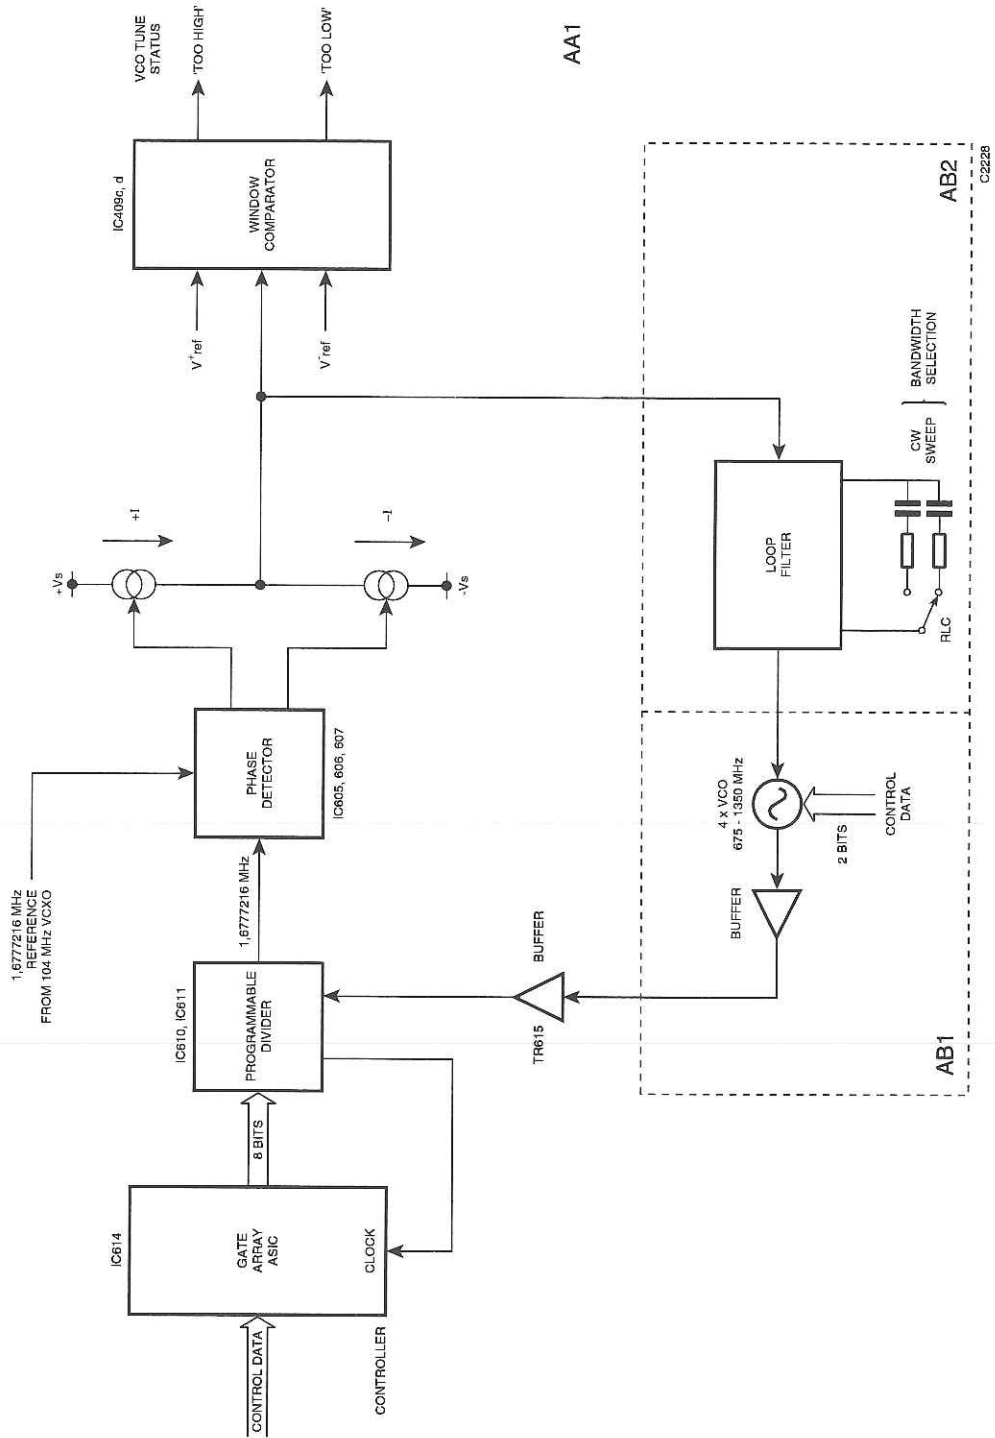 CONTROL DATA
CONTROLLER
IC614
GATE
ARRAY
ASIC
CLOCK
8 BITS
IC610, IC611
PROGRAMMABLE
DIVIDER
1,6777216 MHz
REFERENCE
FROM 104 MHz VCXO
1,6777216 MHz
PHASE
DETECTOR
IC605, 606, 607
+Vs
+I
-I
-Vs
IC409c, d
WINDOW
COMPARATOR
V+ref
V-ref
VCO TUNE
STATUS
'TOO HIGH'
'TOO LOW'
AA1
TR615
BUFFER
BUFFER
4 x VCO
675 - 1350 MHz
2 BITS
CONTROL
DATA
AB1
LOOP
FILTER
RLC
CW
SWEEP
BANDWIDTH
SELECTION
AB2
C2228